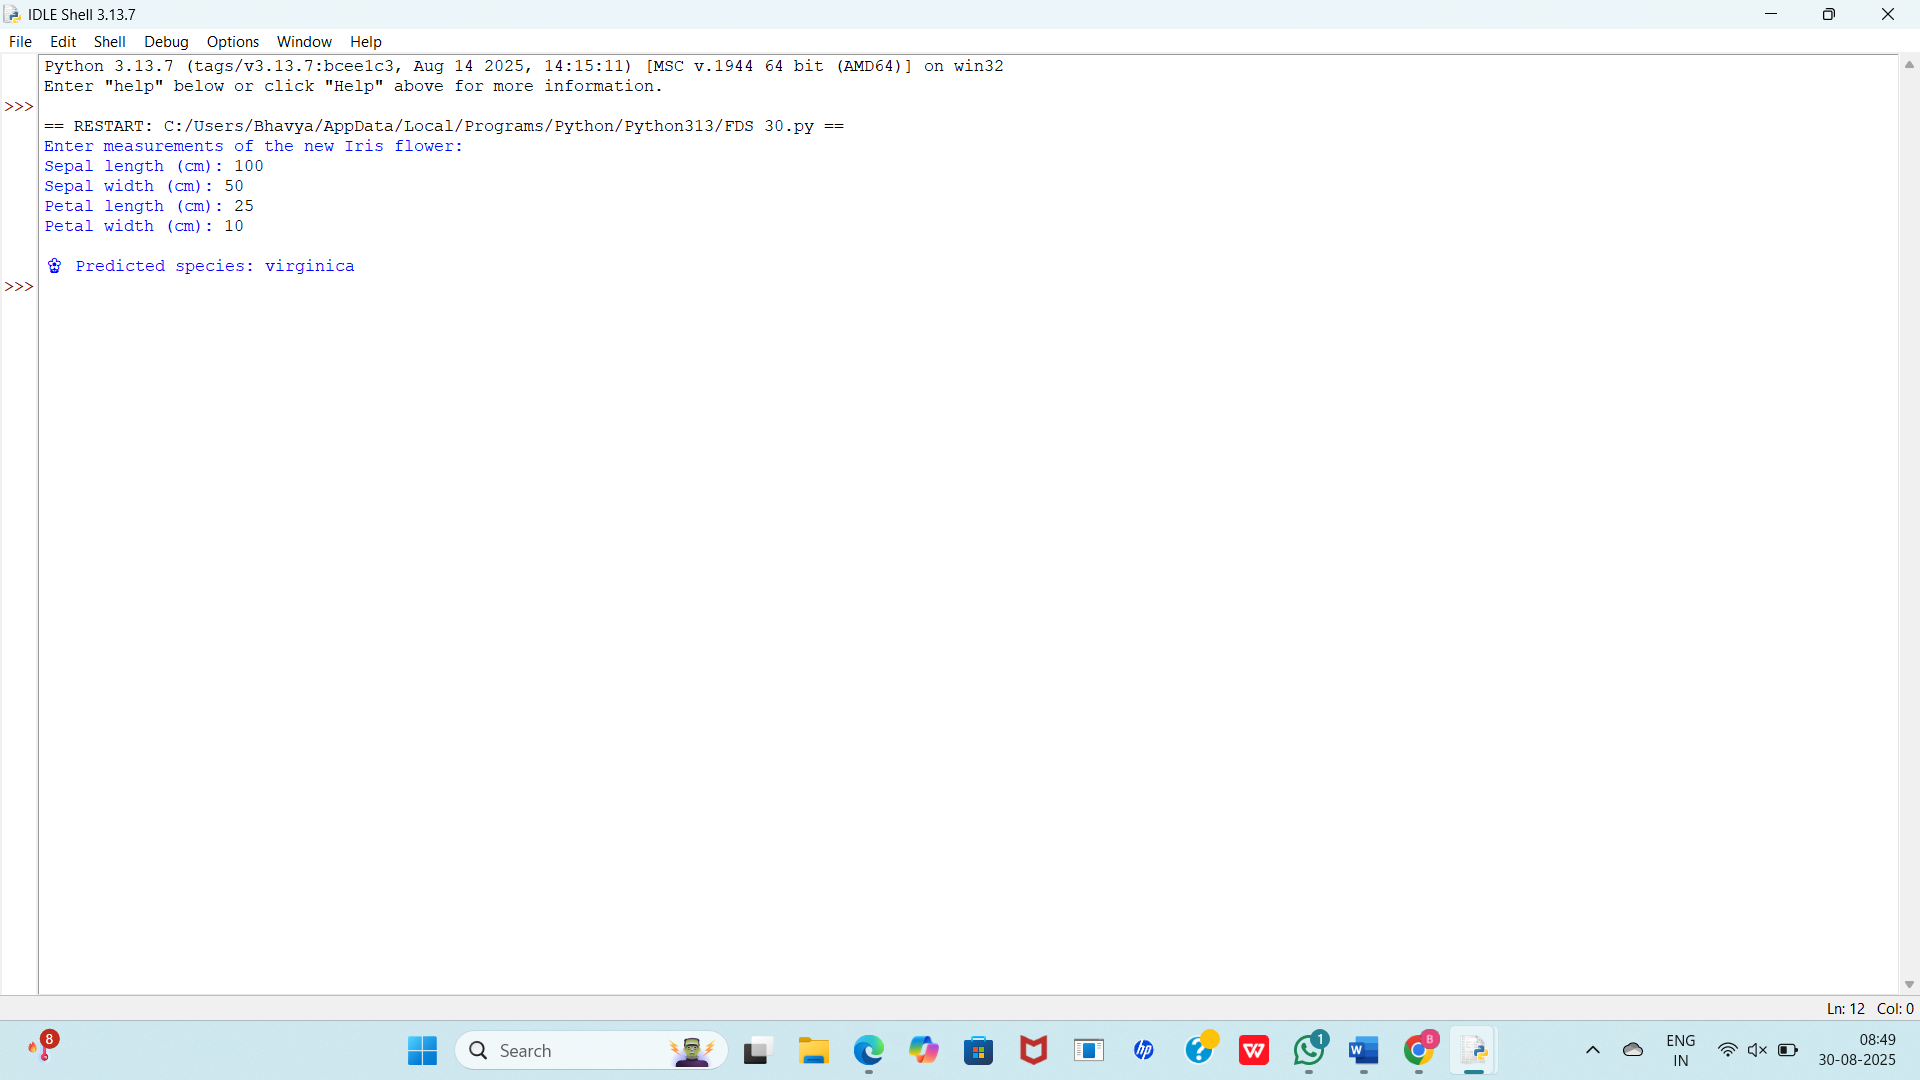 IDLE Shell 3.13.7
File Edit Shell Debug Options Window Help
Python 3.13.7 (tags/v3.13.7:bcee1c3, Aug 14 2025, 14:15:11) [MSC v.1944 64 bit (AMD64)] on win32
Enter "help" below or click "Help" above for more information.
>>>
== RESTART: C:/Users/Bhavya/AppData/Local/Programs/Python/Python313/FDS 30.py ==
Enter measurements of the new Iris flower:
Sepal length (cm): 100
Sepal width (cm): 50
Petal length (cm): 25
Petal width (cm): 10
Predicted species: virginica
>>>
Ln: 12 Col: 0
8
Search
hp
?
W
1
W
B
ENG
IN
08:49
30-08-2025